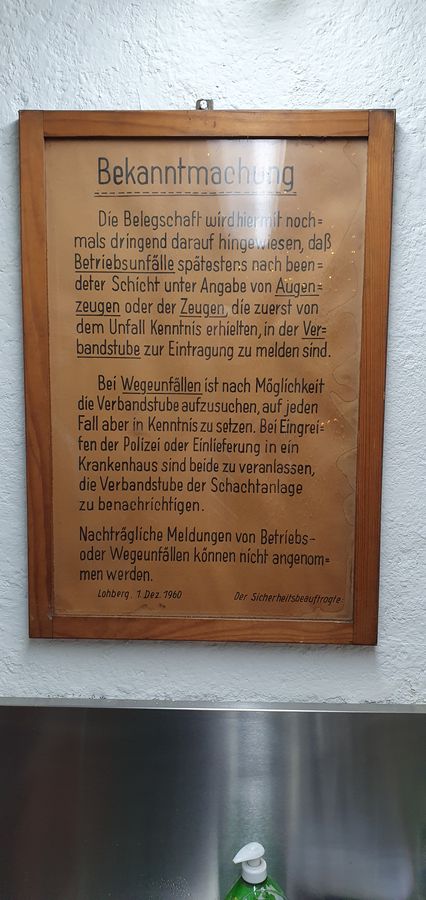 Bekanntmachung
Die Belegschaft wird hiermit noch=
mals dringend darauf hingewiesen, daß
Betriebsunfälle spätestens nach been=
deter Schicht unter Angabe von Augen=
zeugen oder der Zeugen, die zuerst von
dem Unfall Kenntnis erhielten, in der Ver=
bandstube zur Eintragung zu melden sind.
Bei Wegeunfällen ist nach Möglichkeit
die Verbandstube aufzusuchen, auf jeden
Fall aber in Kenntnis zu setzen. Bei Eingrei=
fen der Polizei oder Einlieferung in ein
Krankenhaus sind beide zu veranlassen,
die Verbandstube der Schachtanlage
zu benachrichtigen.
Nachträgliche Meldungen von Betriebs-
oder Wegeunfällen können nicht angenom=
men werden.
Lohberg, 1. Dez. 1960 Der Sicherheitsbeauftragte: